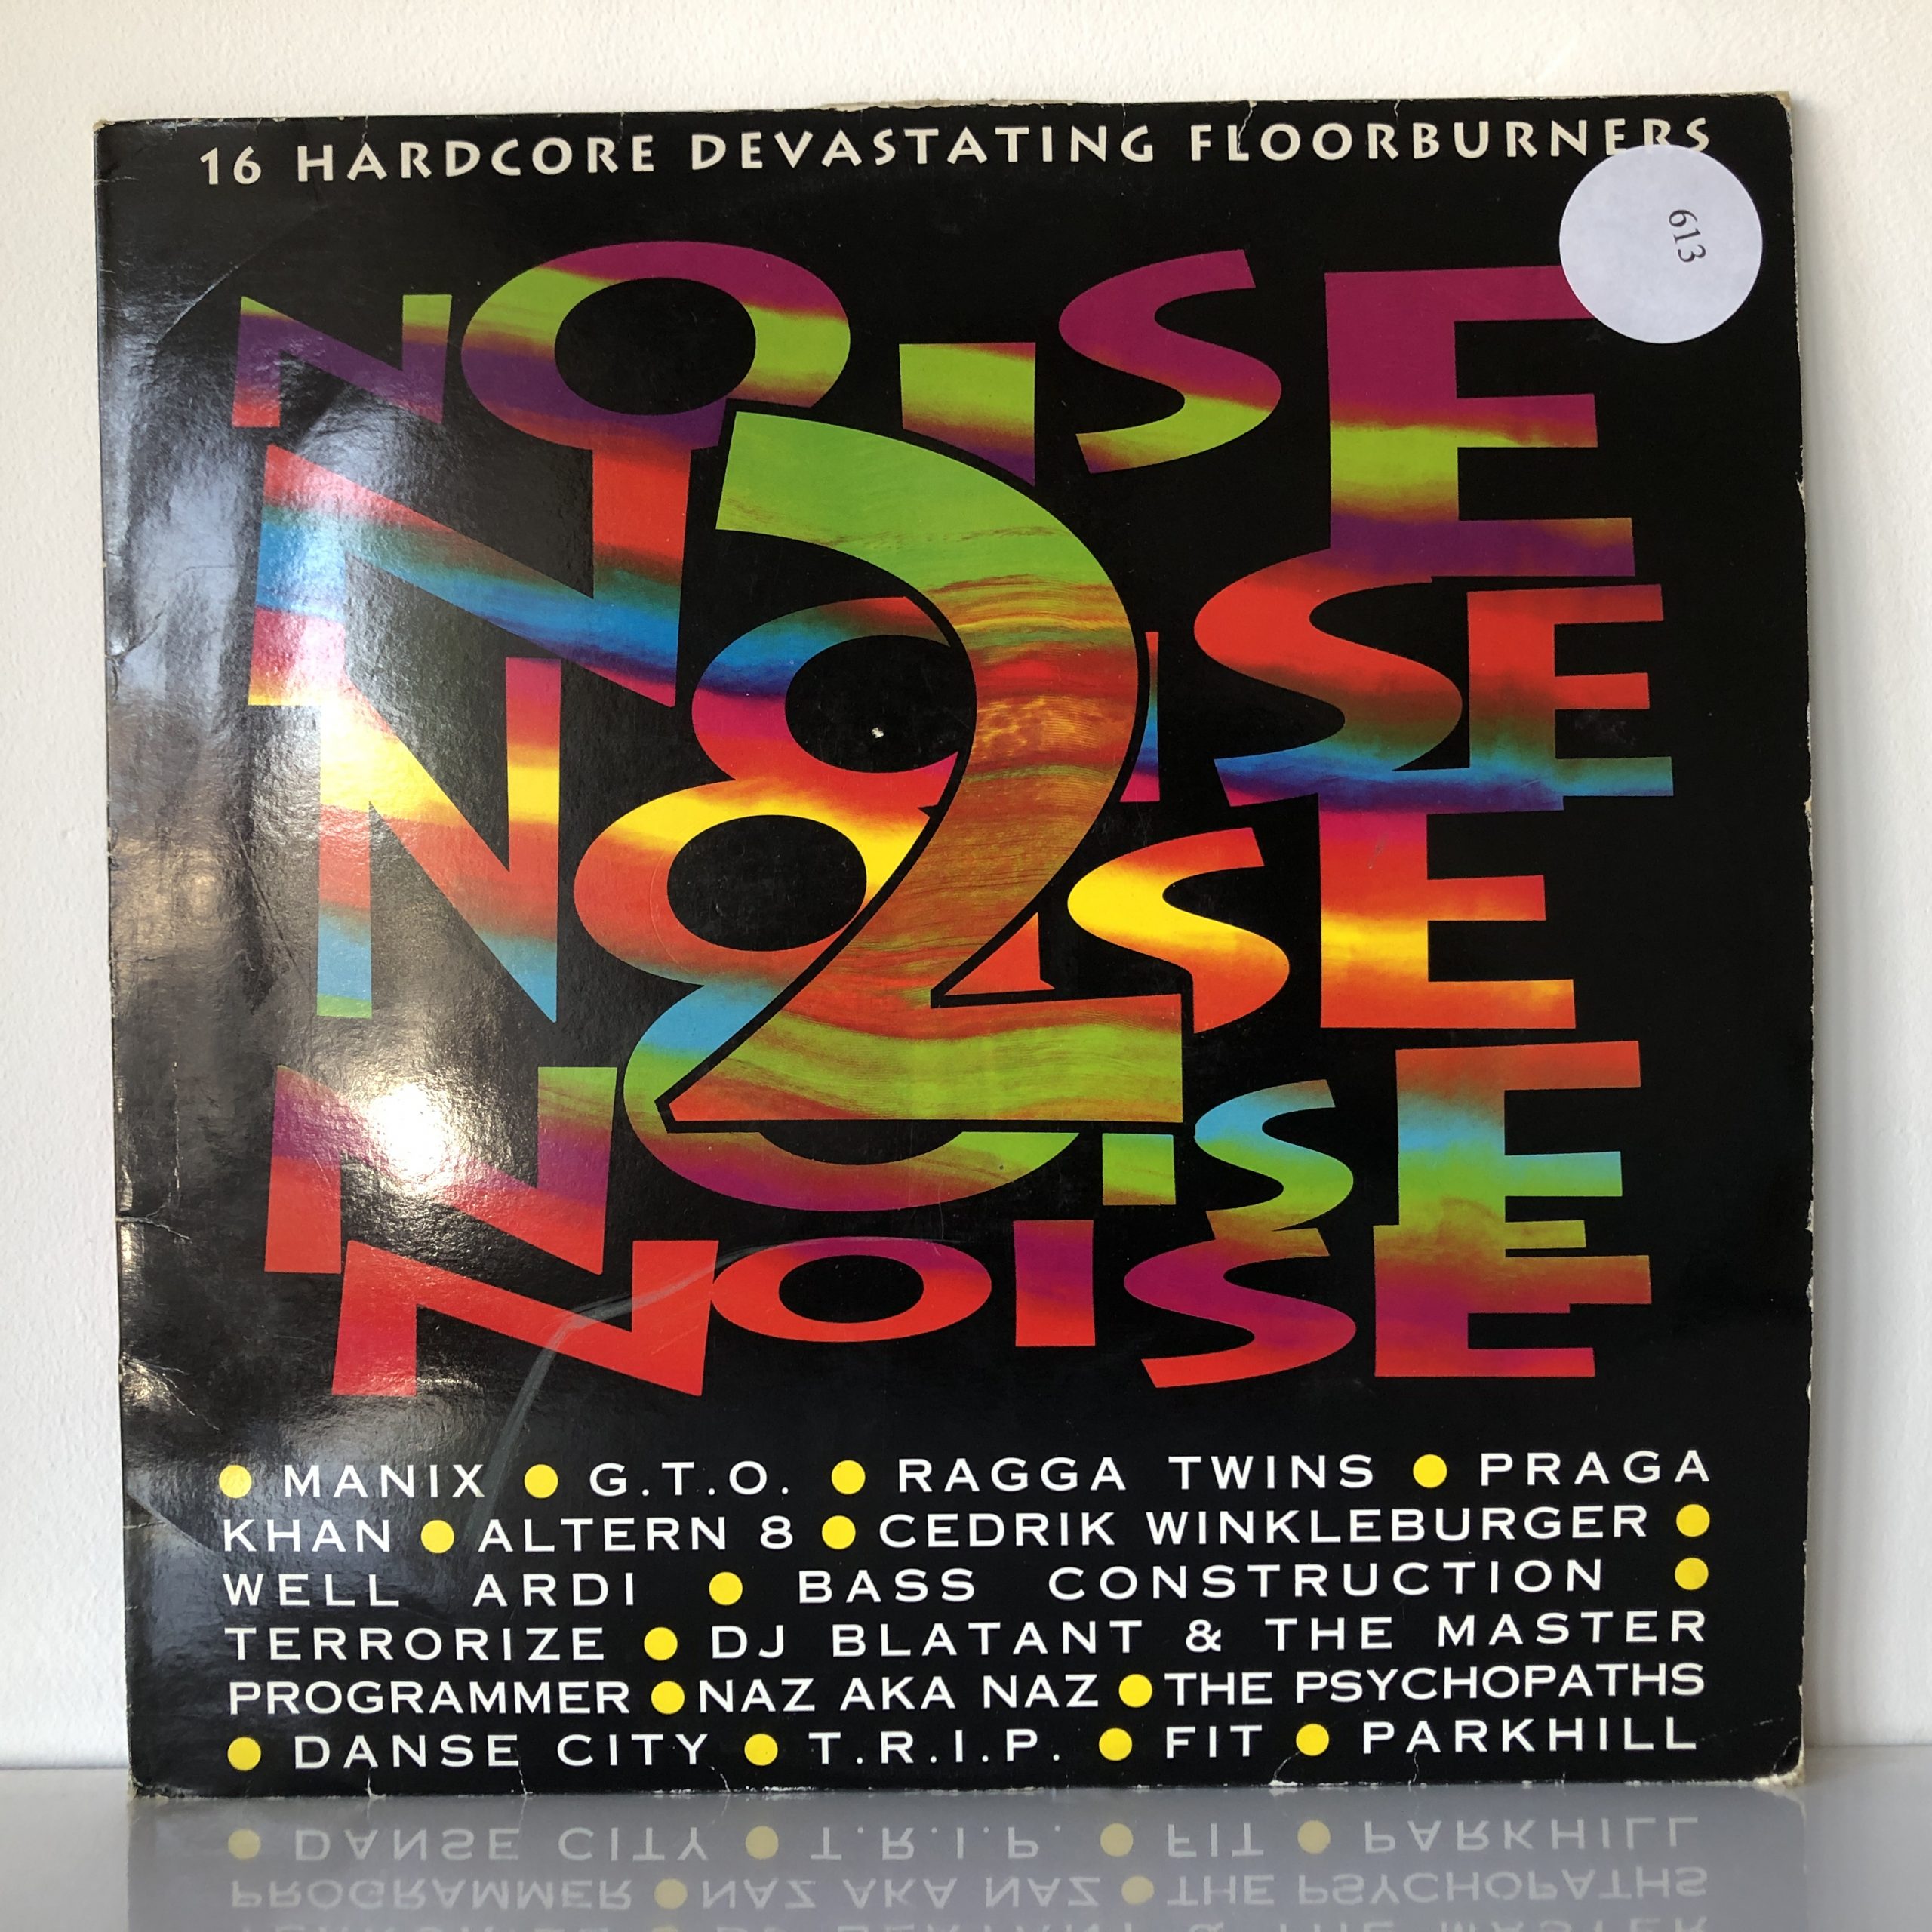 16 HARDCORE DEVASTATING FLOORBURNERS
613
NOISE
NOISE
2
NOISE
NOISE
NOISE
● MANIX ● G.T.O. ● RAGGA TWINS ● PRAGA
KHAN ● ALTERN 8 ● CEDRIK WINKLEBURGER ●
WELL ARDI ● BASS CONSTRUCTION ●
TERRORIZE ● DJ BLATANT & THE MASTER
PROGRAMMER ● NAZ AKA NAZ ● THE PSYCHOPATHS
● DANSE CITY ● T.R.I.P. ● FIT ● PARKHILL